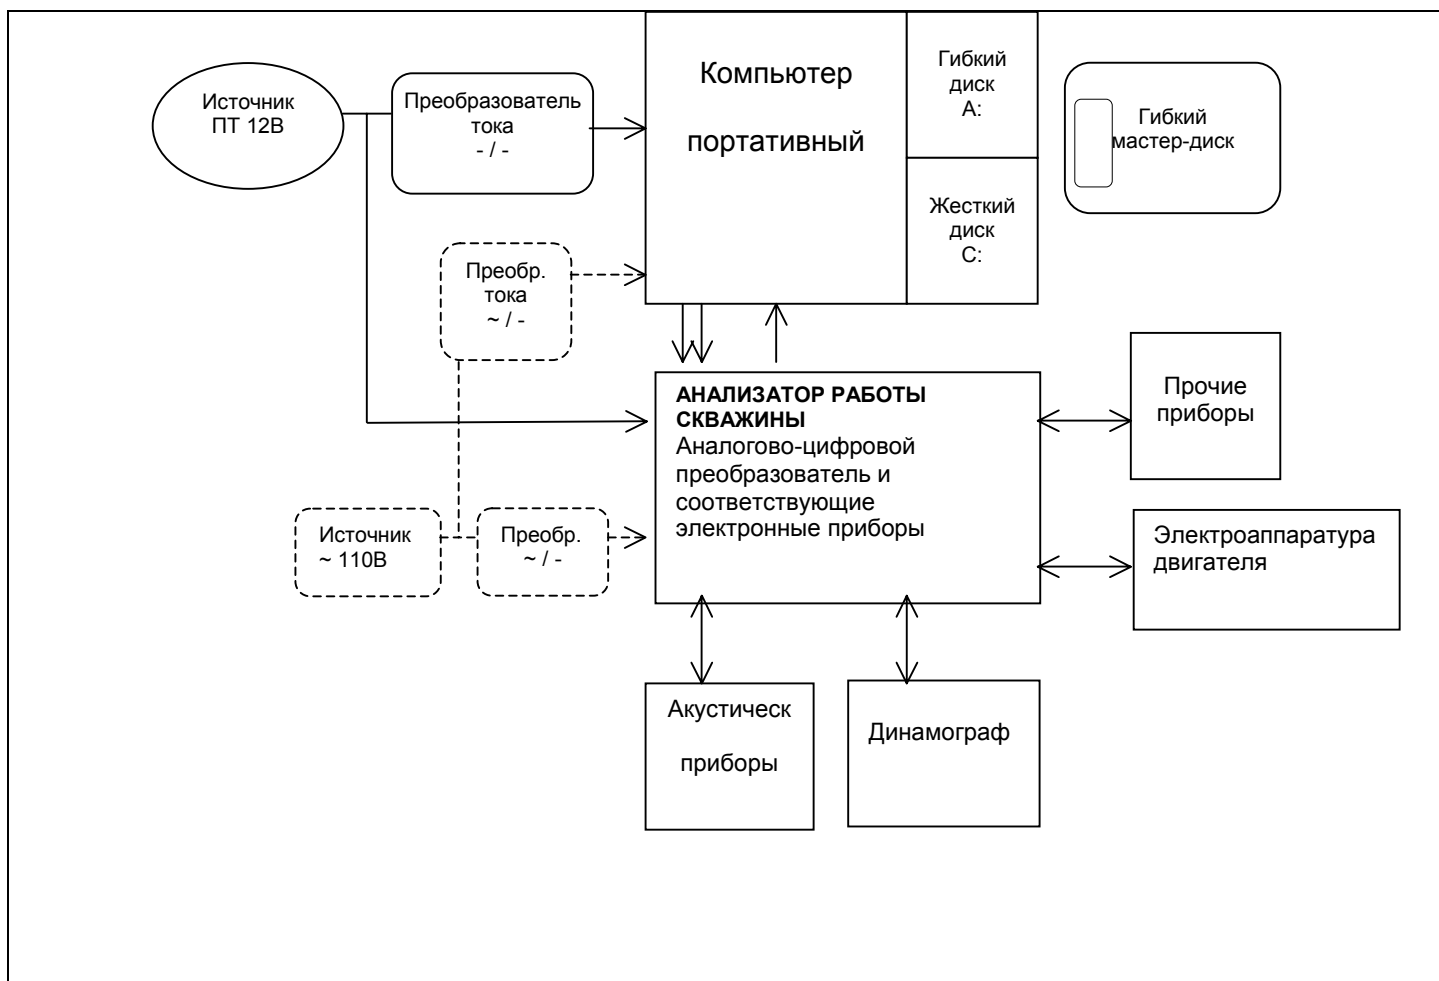 Источник
ПТ 12В
Преобразователь
тока
- / -
Компьютер
портативный
Гибкий
диск
А:
Гибкий
мастер-диск
Жесткий
диск
С:
Преобр.
тока
~ / -
АНАЛИЗАТОР РАБОТЫ
СКВАЖИНЫ
Аналогово-цифровой
преобразователь и
соответствующие
электронные приборы
Прочие
приборы
Источник
~ 110В
Преобр.
~ / -
Электроаппаратура
двигателя
Акустическ
приборы
Динамограф